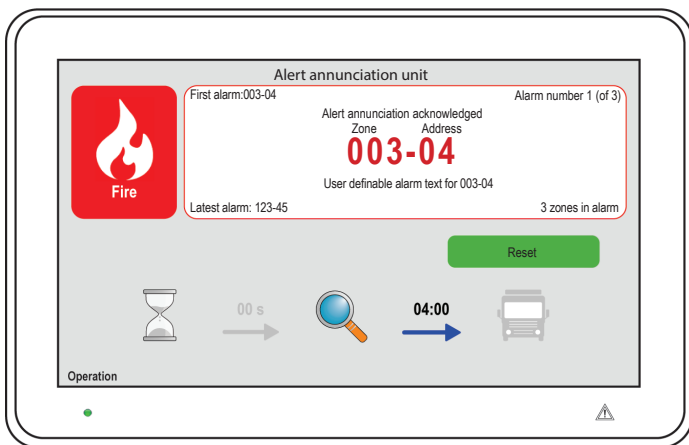 Alert annunciation unit
First alarm:003-04
Alarm number 1 (of 3)
Alert annunciation acknowledged
Zone Address
003-04
User definable alarm text for 003-04
Fire
Latest alarm: 123-45
3 zones in alarm
Reset
00 s
04:00
Operation